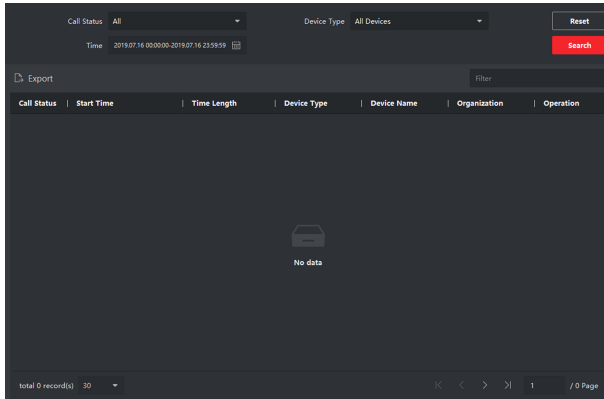 Call Status All Device Type All Devices Reset
Time 2019.07.16 00:00:00-2019.07.16 23:59:59 Search
Export Filter
Call Status | Start Time | Time Length | Device Type | Device Name | Organization | Operation
No data
total 0 record(s) 30 1 / 0 Page